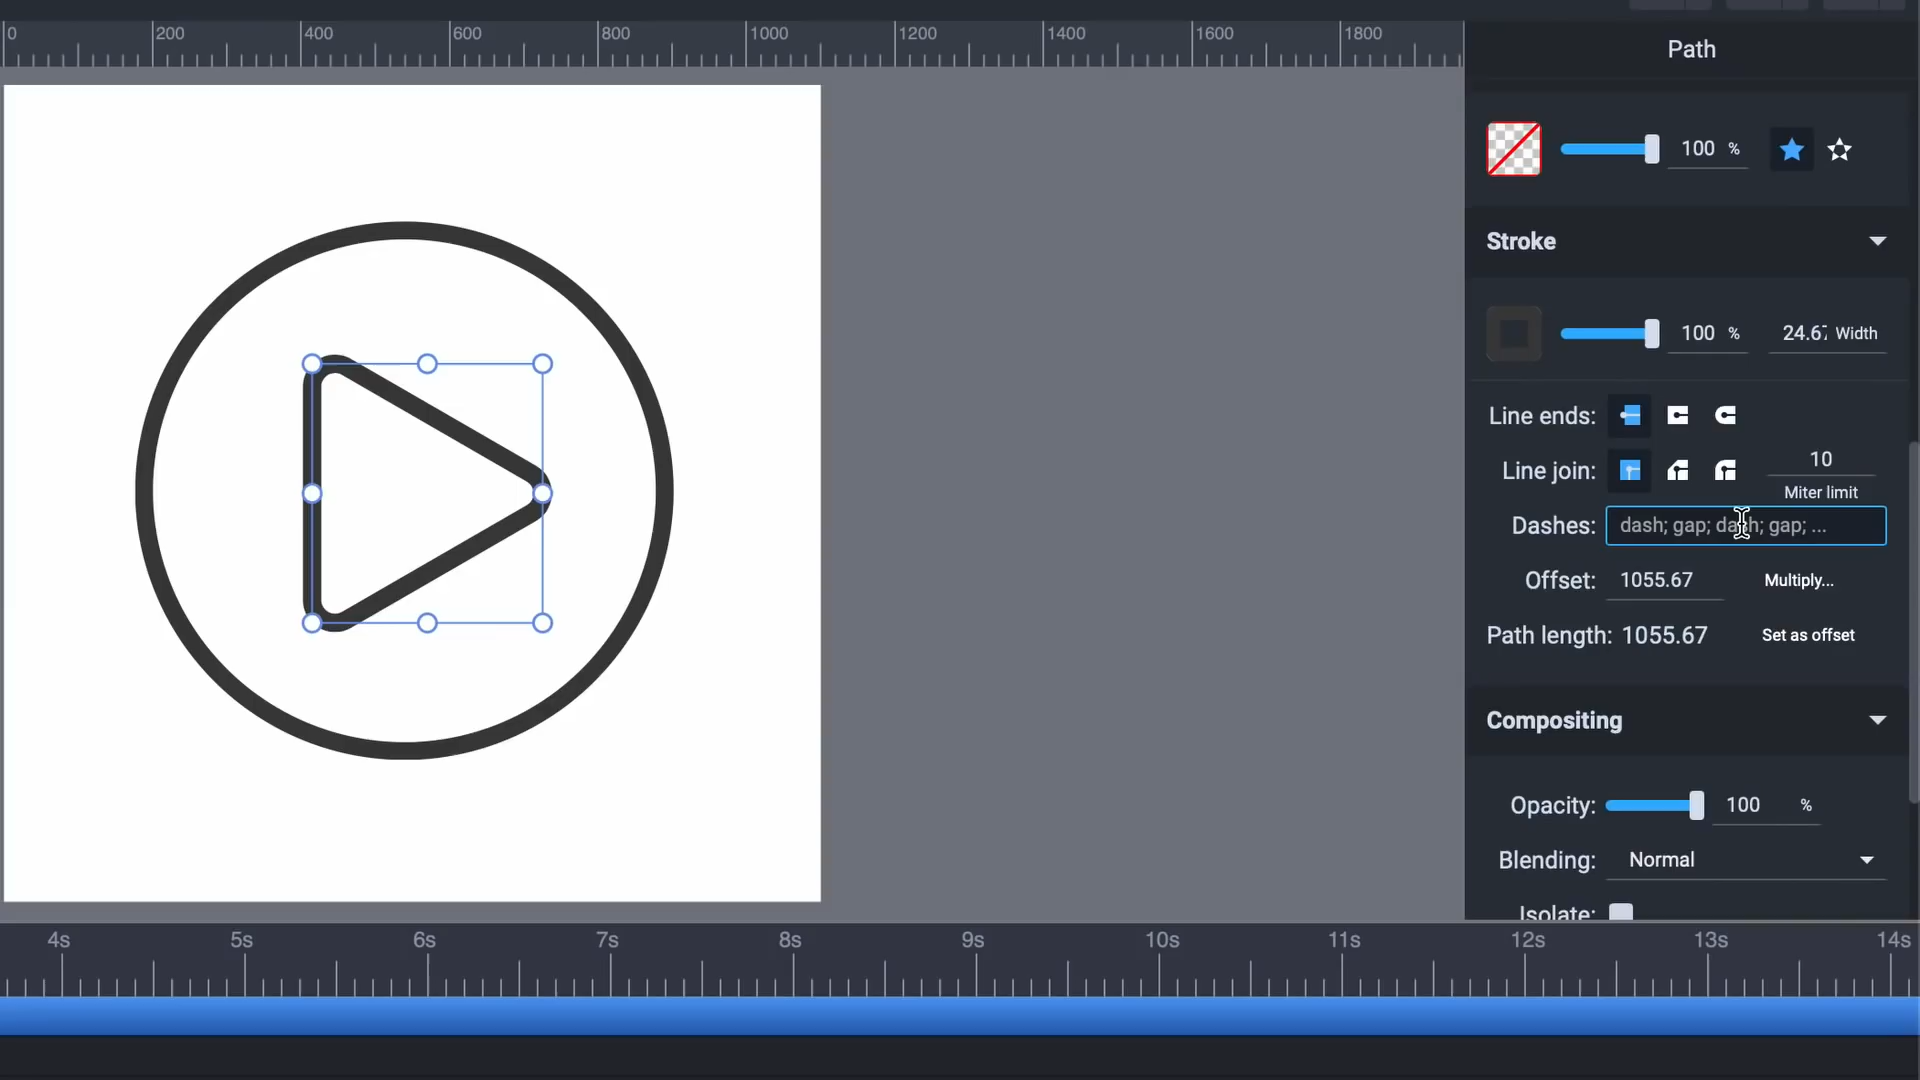 0 200 400 600 800 1000 1200 1400 1600 1800
Path
100 %
Stroke
100 % 24.67 Width
Line ends:
Line join: 10
Miter limit
Dashes: dash; gap; dash; gap; ...
Offset: 1055.67 Multiply...
Path length: 1055.67 Set as offset
Compositing
Opacity: 100 %
Blending: Normal
Isolate:
4s 5s 6s 7s 8s 9s 10s 11s 12s 13s 14s